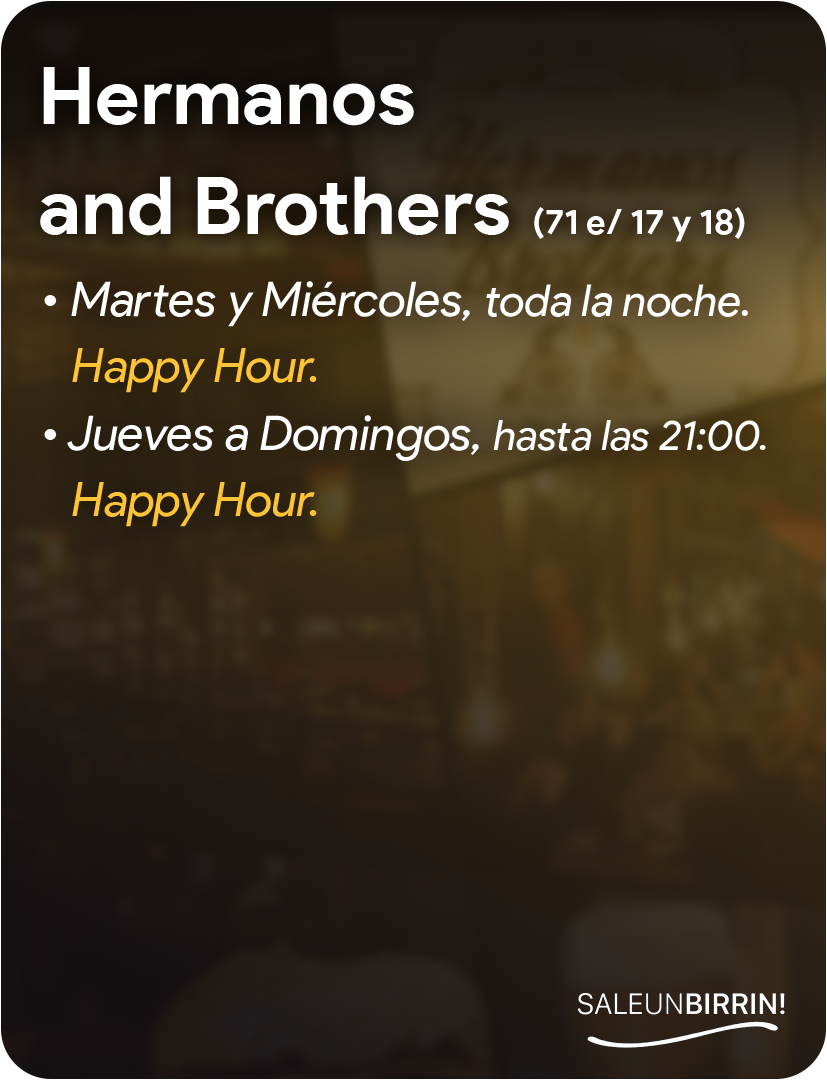 Hermanos
and Brothers (71 e/ 17 y 18)
• Martes y Miércoles, toda la noche.
Happy Hour.
• Jueves a Domingos, hasta las 21:00.
Happy Hour.
SALEUNBIRRIN!